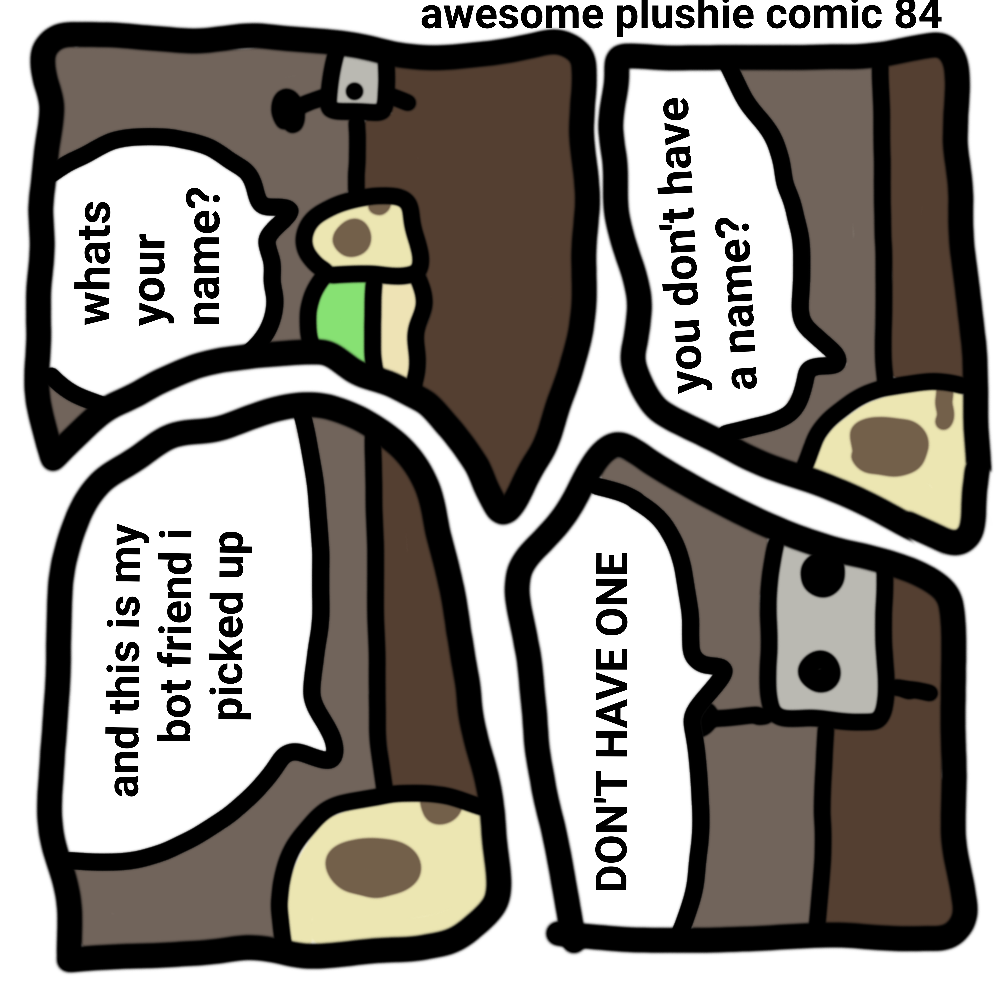 awesome plushie comic 84
and this is my
bot friend i
picked up
whats
your
name?
DON'T HAVE ONE
you don't have
a name?